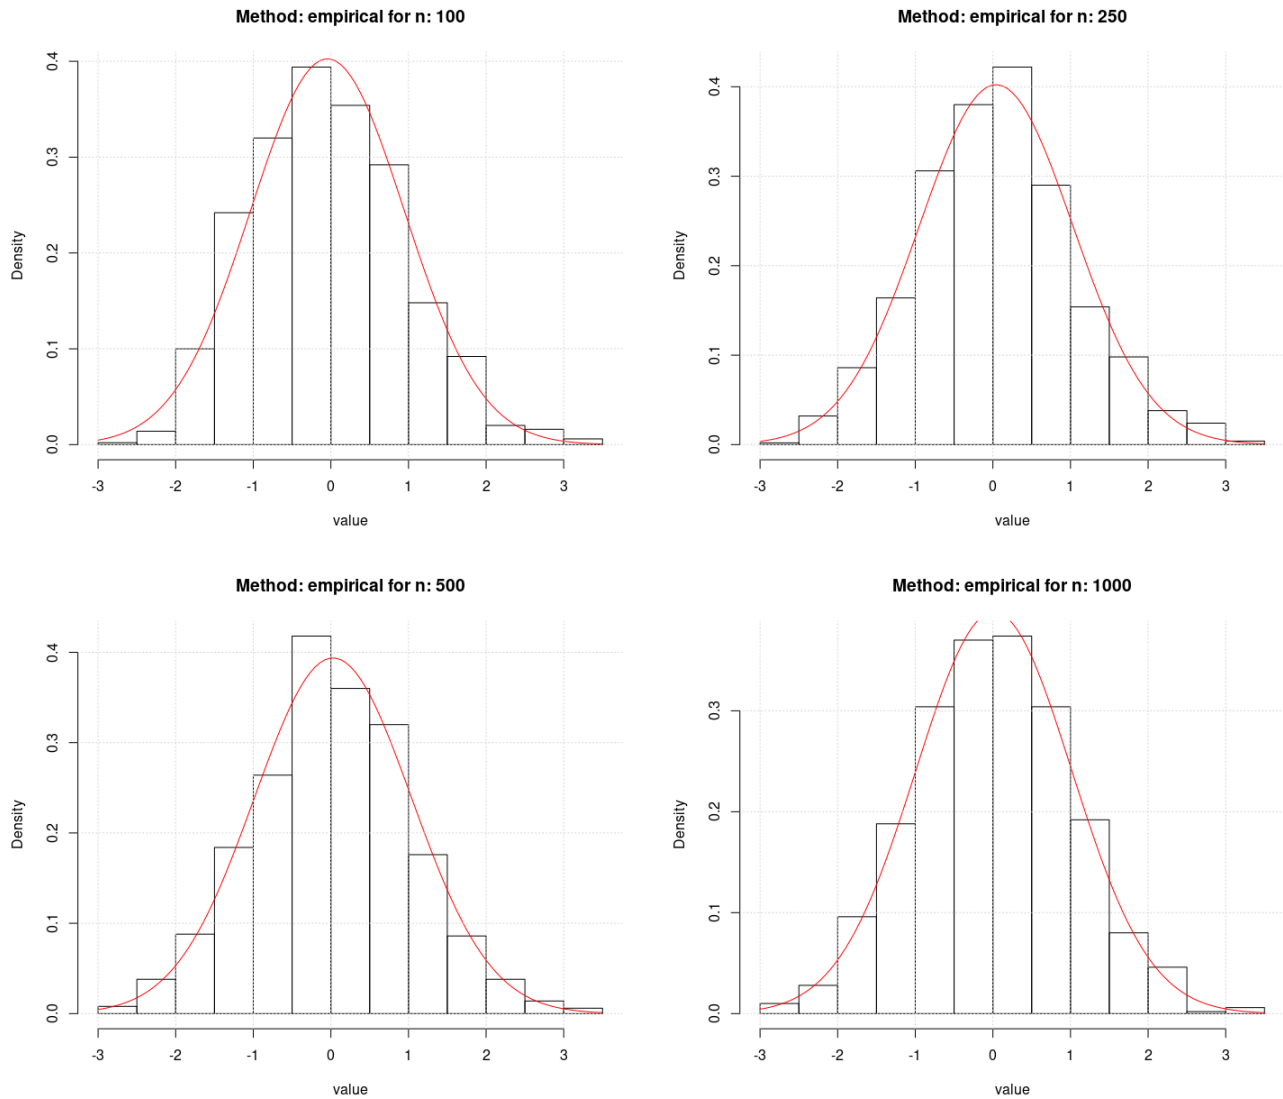 Method: empirical for n: 100
Density
0.4
0.3
0.2
0.1
0.0
-3 -2 -1 0 1 2 3
value
Method: empirical for n: 250
Density
0.4
0.3
0.2
0.1
0.0
-3 -2 -1 0 1 2 3
value
Method: empirical for n: 500
Density
0.4
0.3
0.2
0.1
0.0
-3 -2 -1 0 1 2 3
value
Method: empirical for n: 1000
Density
0.3
0.2
0.1
0.0
-3 -2 -1 0 1 2 3
value